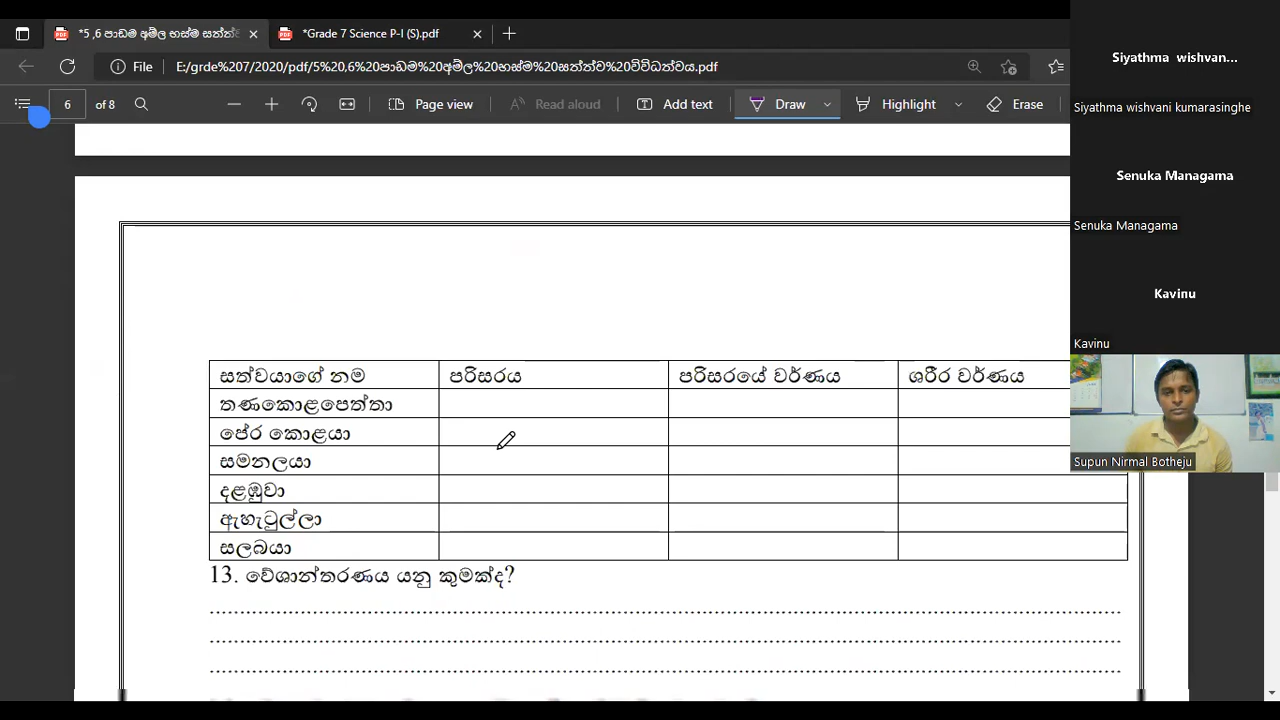 *5 ,6 පාඩම අම්ල භාස්ම සත්ත්ව
*Grade 7 Science P-I (S).pdf
File
E:/grde%207/2020/pdf/5%20,6%20පාඩම%20අම්ල%20භාස්ම%20සත්ත්ව%20විවිධත්වය.pdf
6 of 8
Page view
Read aloud
Add text
Draw
Highlight
Erase
Siyathma wishvan...
Siyathma wishvani kumarasinghe
Senuka Managama
Senuka Managama
Kavinu
Kavinu
Supun Nirmal Botheju
සත්වයාගේ නම පරිසරය පරිසරයේ වර්ණය ශරීර වර්ණය
තණකොළපෙත්තා
පේර කොළයා
සමනලයා
දළඹුවා
ඇහැටුල්ලා
සලබයා
13. වේශාන්තරණය යනු කුමක්ද?